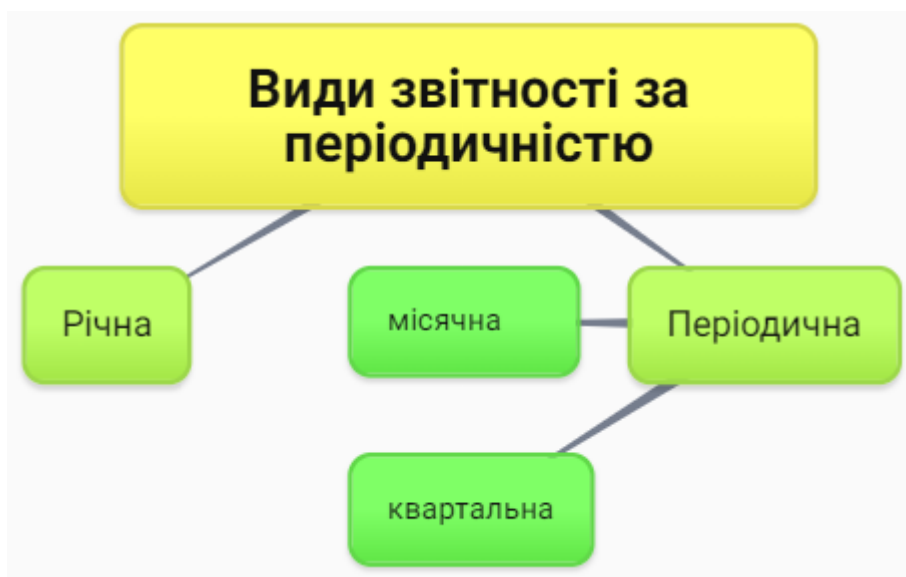 Види звітності за
періодичністю
Річна
місячна
Періодична
квартальна